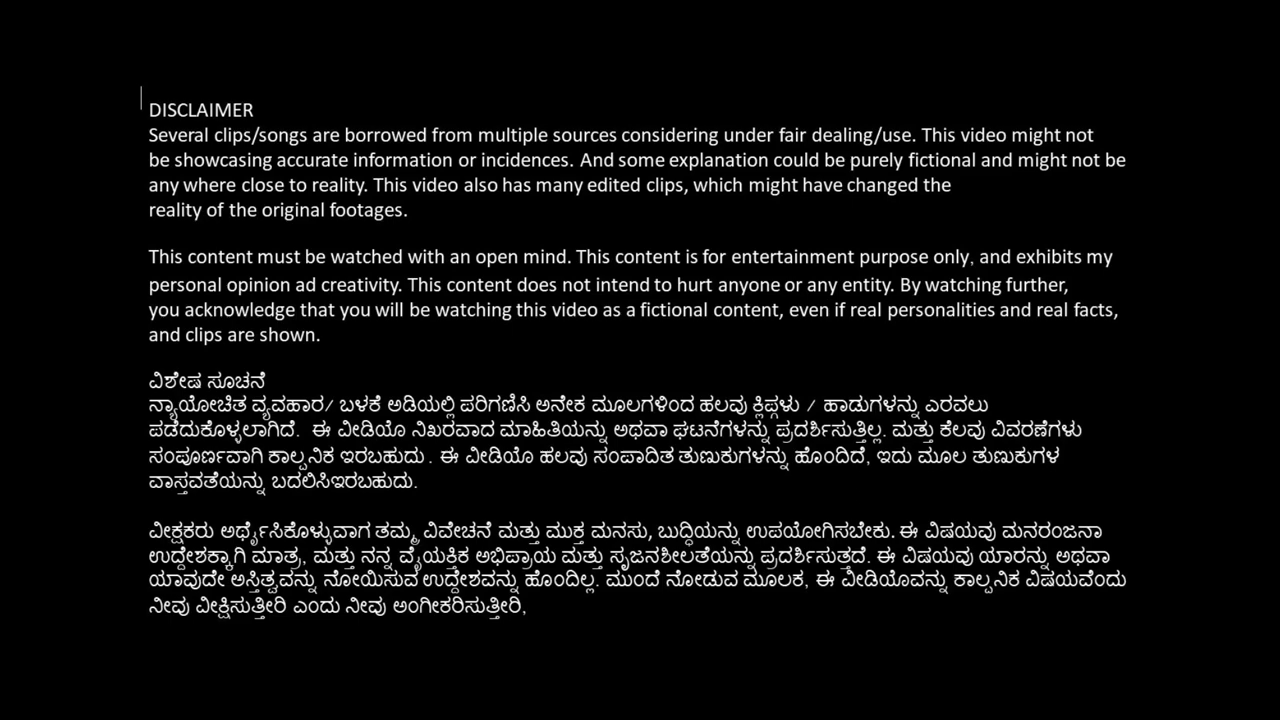 DISCLAIMER
Several clips/songs are borrowed from multiple sources considering under fair dealing/use. This video might not
be showcasing accurate information or incidences. And some explanation could be purely fictional and might not be
any where close to reality. This video also has many edited clips, which might have changed the
reality of the original footages.
This content must be watched with an open mind. This content is for entertainment purpose only, and exhibits my
personal opinion ad creativity. This content does not intend to hurt anyone or any entity. By watching further,
you acknowledge that you will be watching this video as a fictional content, even if real personalities and real facts,
and clips are shown.
ವಿಶೇಷ ಸೂಚನೆ
ನ್ಯಾಯೋಚಿತ ವ್ಯವಹಾರ/ ಬಳಕೆ ಅಡಿಯಲ್ಲಿ ಪರಿಗಣಿಸಿ ಅನೇಕ ಮೂಲಗಳಿಂದ ಹಲವು ಕ್ಲಿಪ್ಗಳು / ಹಾಡುಗಳನ್ನು ಎರವಲು
ಪಡೆದುಕೊಳ್ಳಲಾಗಿದೆ. ಈ ವೀಡಿಯೊ ನಿಖರವಾದ ಮಾಹಿತಿಯನ್ನು ಅಥವಾ ಘಟನೆಗಳನ್ನು ಪ್ರದರ್ಶಿಸುತ್ತಿಲ್ಲ. ಮತ್ತು ಕೆಲವು ವಿವರಣೆಗಳು
ಸಂಪೂರ್ಣವಾಗಿ ಕಾಲ್ಪನಿಕ ಇರಬಹುದು . ಈ ವೀಡಿಯೊ ಹಲವು ಸಂಪಾದಿತ ತುಣುಕುಗಳನ್ನು ಹೊಂದಿದೆ, ಇದು ಮೂಲ ತುಣುಕುಗಳ
ವಾಸ್ತವತೆಯನ್ನು ಬದಲಿಸಿಇರಬಹುದು.
ವೀಕ್ಷಕರು ಅರ್ಥೈಸಿಕೊಳ್ಳುವಾಗ ತಮ್ಮ ವಿವೇಚನೆ ಮತ್ತು ಮುಕ್ತ ಮನಸು, ಬುದ್ಧಿಯನ್ನು ಉಪಯೋಗಿಸಬೇಕು. ಈ ವಿಷಯವು ಮನರಂಜನಾ
ಉದ್ದೇಶಕ್ಕಾಗಿ ಮಾತ್ರ, ಮತ್ತು ನನ್ನ ವೈಯಕ್ತಿಕ ಅಭಿಪ್ರಾಯ ಮತ್ತು ಸೃಜನಶೀಲತೆಯನ್ನು ಪ್ರದರ್ಶಿಸುತ್ತದೆ. ಈ ವಿಷಯವು ಯಾರನ್ನು ಅಥವಾ
ಯಾವುದೇ ಅಸ್ತಿತ್ವವನ್ನು ನೋಯಿಸುವ ಉದ್ದೇಶವನ್ನು ಹೊಂದಿಲ್ಲ. ಮುಂದೆ ನೋಡುವ ಮೂಲಕ, ಈ ವೀಡಿಯೊವನ್ನು ಕಾಲ್ಪನಿಕ ವಿಷಯವೆಂದು
ನೀವು ವೀಕ್ಷಿಸುತ್ತೀರಿ ಎಂದು ನೀವು ಅಂಗೀಕರಿಸುತ್ತೀರಿ,